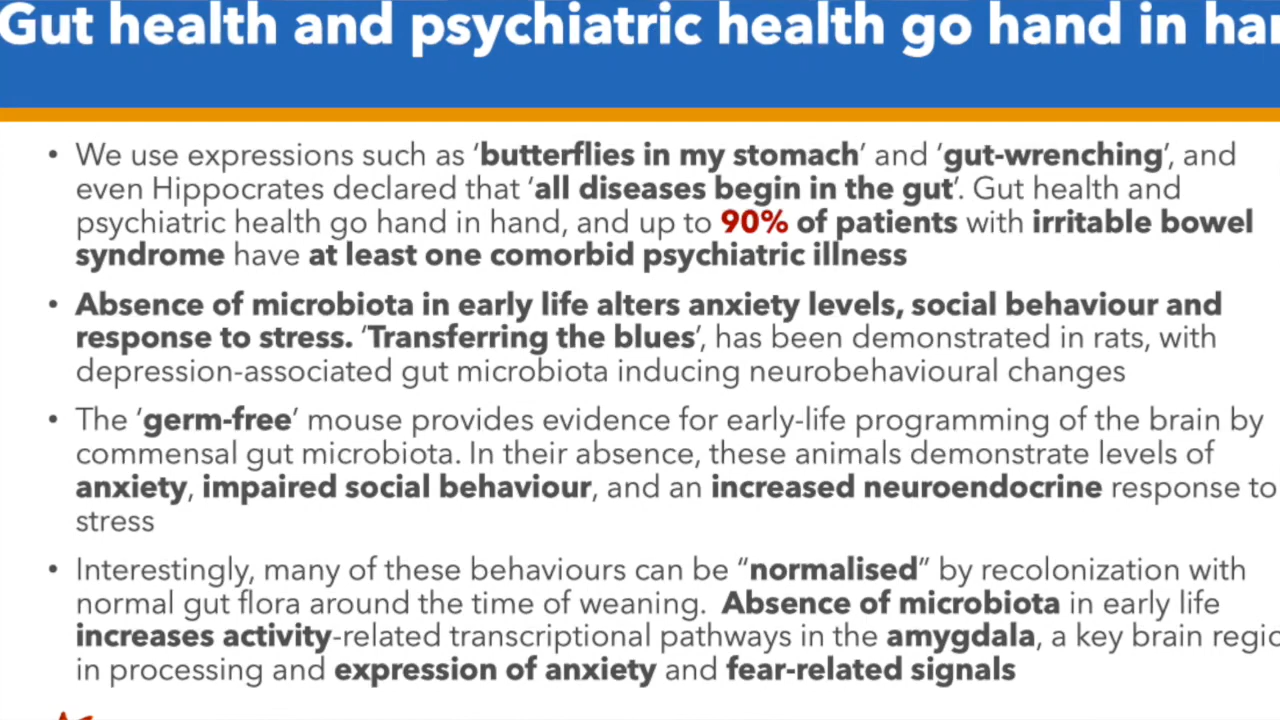 Gut health and psychiatric health go hand in
• We use expressions such as ‘butterflies in my stomach’ and ‘gut-wrenching’, and
even Hippocrates declared that ‘all diseases begin in the gut’. Gut health and
psychiatric health go hand in hand, and up to 90% of patients with irritable bowel
syndrome have at least one comorbid psychiatric illness
• Absence of microbiota in early life alters anxiety levels, social behaviour and
response to stress. ‘Transferring the blues’, has been demonstrated in rats, with
depression-associated gut microbiota inducing neurobehavioural changes
• The ‘germ-free’ mouse provides evidence for early-life programming of the brain by
commensal gut microbiota. In their absence, these animals demonstrate levels of
anxiety, impaired social behaviour, and an increased neuroendocrine response to
stress
• Interestingly, many of these behaviours can be “normalised” by recolonization with
normal gut flora around the time of weaning. Absence of microbiota in early life
increases activity-related transcriptional pathways in the amygdala, a key brain
in processing and expression of anxiety and fear-related signals